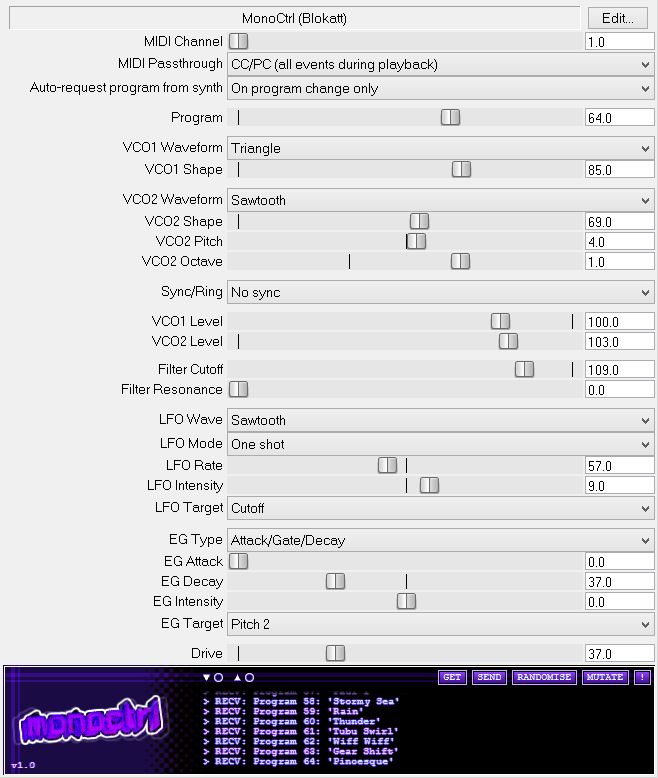 MonoCtrl (Blokatt) Edit...
MIDI Channel 1.0
MIDI Passthrough CC/PC (all events during playback)
Auto-request program from synth On program change only
Program 64.0
VCO1 Waveform Triangle
VCO1 Shape 85.0
VCO2 Waveform Sawtooth
VCO2 Shape 69.0
VCO2 Pitch 4.0
VCO2 Octave 1.0
Sync/Ring No sync
VCO1 Level 100.0
VCO2 Level 103.0
Filter Cutoff 109.0
Filter Resonance 0.0
LFO Wave Sawtooth
LFO Mode One shot
LFO Rate 57.0
LFO Intensity 9.0
LFO Target Cutoff
EG Type Attack/Gate/Decay
EG Attack 0.0
EG Decay 37.0
EG Intensity 0.0
EG Target Pitch 2
Drive 37.0
GET SEND RANDOMISE MUTATE !
> RECV: Program 58: 'Stormy Sea'
> RECV: Program 59: 'Rain'
> RECV: Program 60: 'Thunder'
> RECV: Program 61: 'Tubu Swirl'
> RECV: Program 62: 'Wiff Wiff'
> RECV: Program 63: 'Gear Shift'
> RECV: Program 64: 'Pinoesque'
monoctrl
v1.0